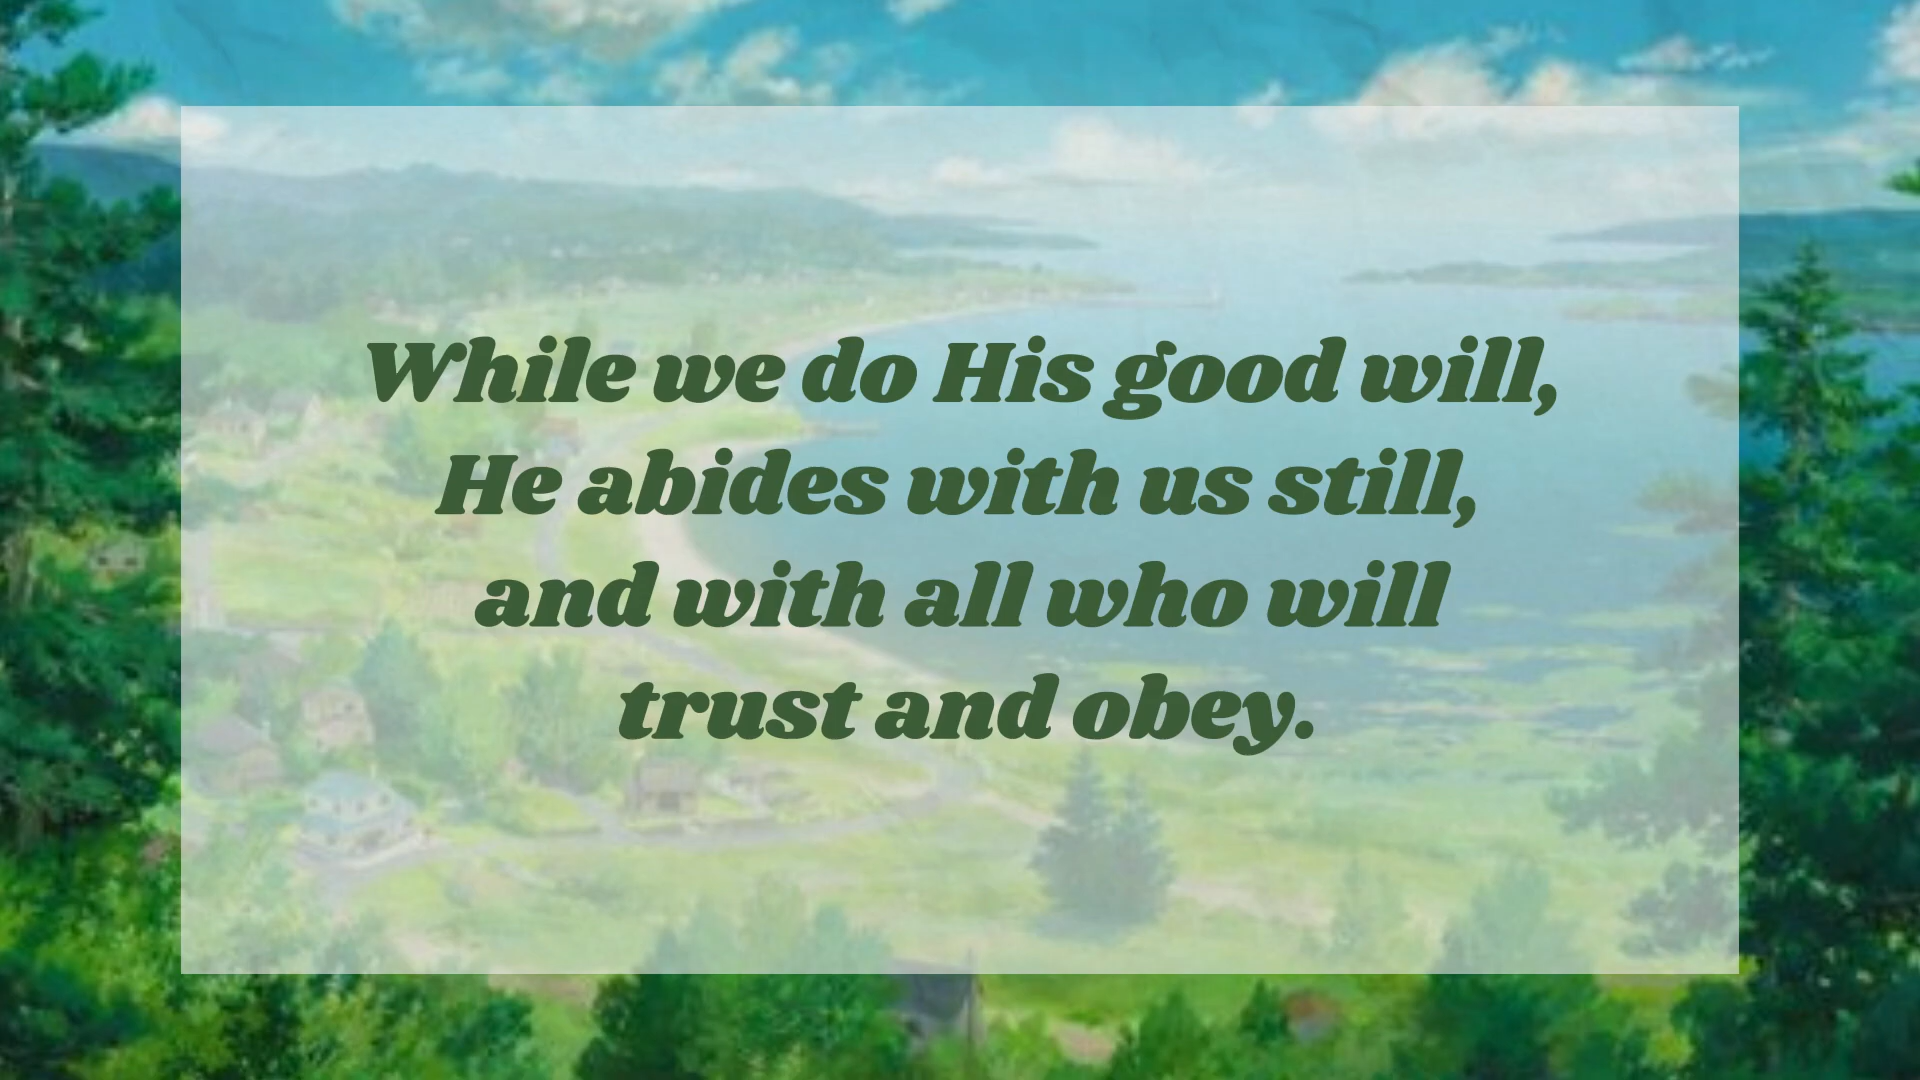 While we do His good will,
He abides with us still,
and with all who will
trust and obey.